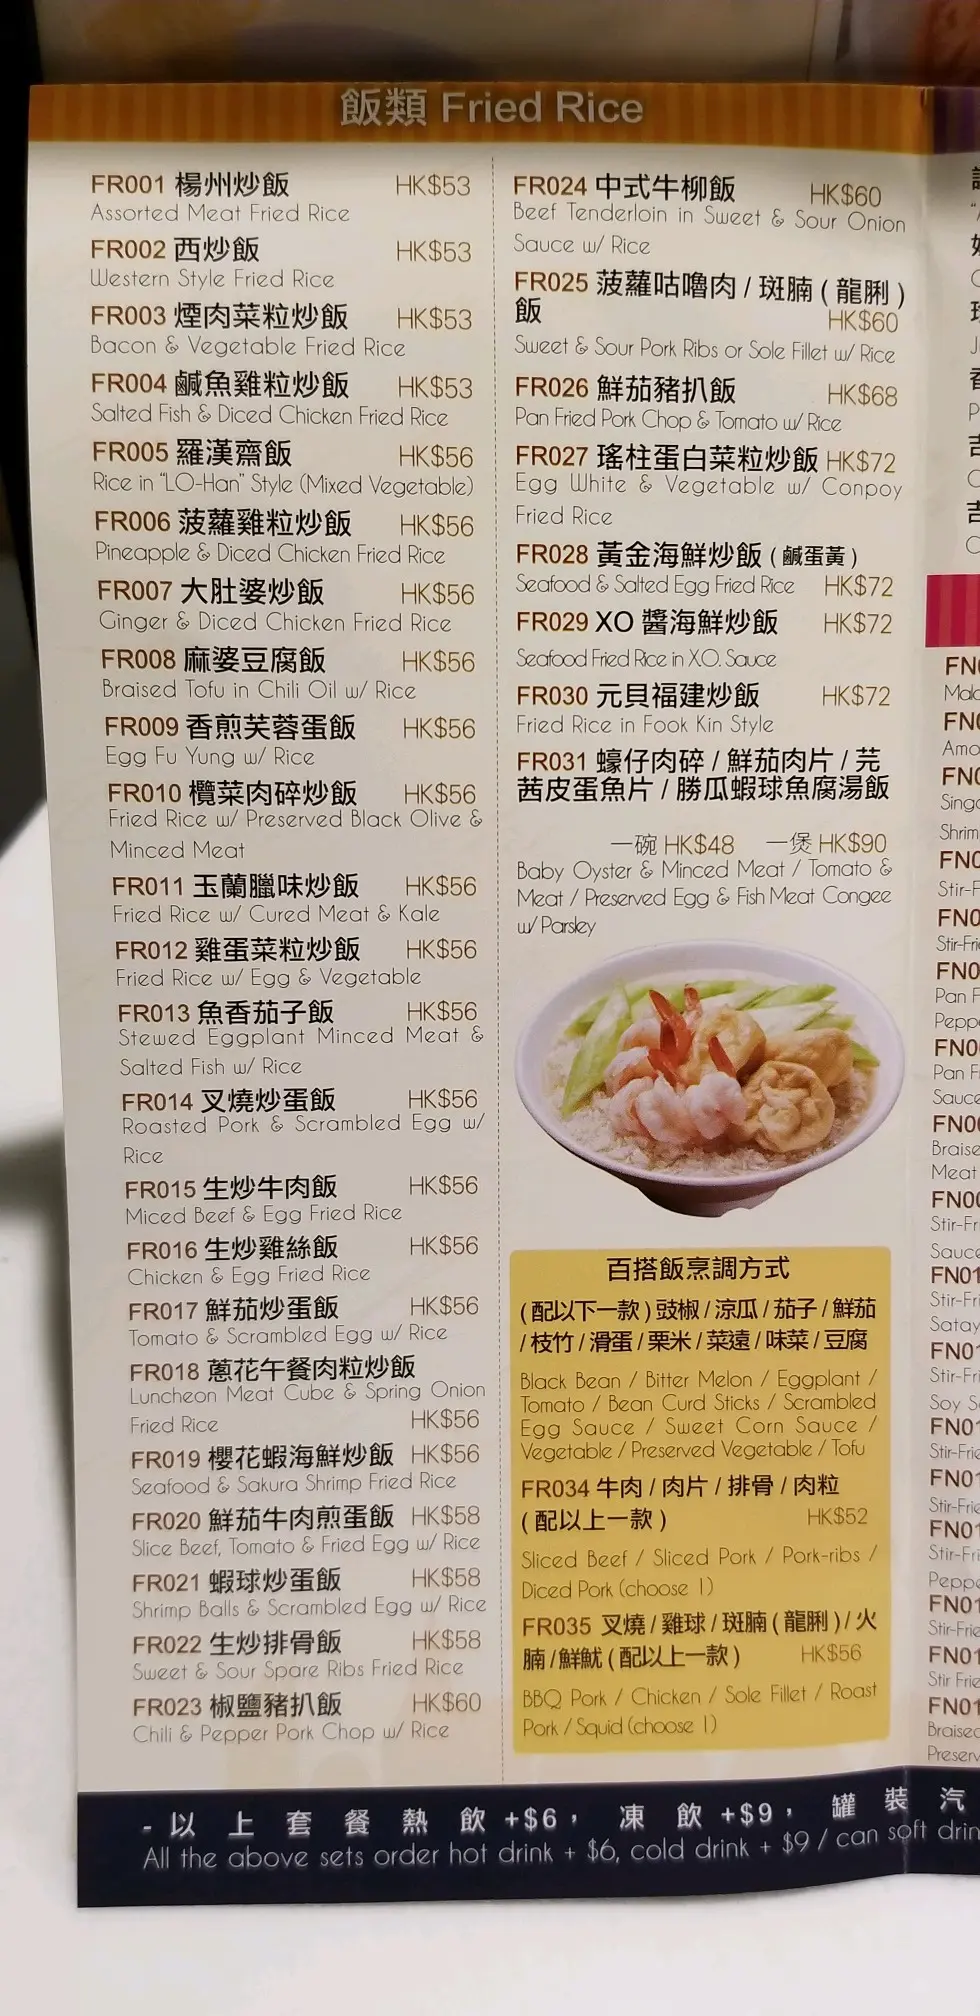 飯類 Fried Rice
FR001 楊州炒飯 HK$53
Assorted Meat Fried Rice
FR002 西炒飯 HK$53
Western Style Fried Rice
FR003 煙肉菜粒炒飯 HK$53
Bacon & Vegetable Fried Rice
FR004 鹹魚雞粒炒飯 HK$53
Salted Fish & Diced Chicken Fried Rice
FR005 羅漢齋飯 HK$56
Rice in "LO-Han" Style (Mixed Vegetable)
FR006 菠蘿雞粒炒飯 HK$56
Pineapple & Diced Chicken Fried Rice
FR007 大肚婆炒飯 HK$56
Ginger & Diced Chicken Fried Rice
FR008 麻婆豆腐飯 HK$56
Braised Tofu in Chili Oil w/ Rice
FR009 香煎芙蓉蛋飯 HK$56
Egg Fu Yung w/ Rice
FR010 欖菜肉碎炒飯 HK$56
Fried Rice w/ Preserved Black Olive &
Minced Meat
FR011 玉蘭臘味炒飯 HK$56
Fried Rice w/ Cured Meat & Kale
FR012 雞蛋菜粒炒飯 HK$56
Fried Rice w/ Egg & Vegetable
FR013 魚香茄子飯 HK$56
Stewed Eggplant Minced Meat &
Salted Fish w/ Rice
FR014 叉燒炒蛋飯 HK$56
Roasted Pork & Scrambled Egg w/
Rice
FR015 生炒牛肉飯 HK$56
Miced Beef & Egg Fried Rice
FR016 生炒雞絲飯 HK$56
Chicken & Egg Fried Rice
FR017 鮮茄炒蛋飯 HK$56
Tomato & Scrambled Egg w/ Rice
FR018 蔥花午餐肉粒炒飯
Luncheon Meat Cube & Spring Onion
Fried Rice HK$56
FR019 櫻花蝦海鮮炒飯 HK$56
Seafood & Sakura Shrimp Fried Rice
FR020 鮮茄牛肉煎蛋飯 HK$58
Slice Beef, Tomato & Fried Egg w/ Rice
FR021 蝦球炒蛋飯 HK$58
Shrimp Balls & Scrambled Egg w/ Rice
FR022 生炒排骨飯 HK$58
Sweet & Sour Spare Ribs Fried Rice
FR023 椒鹽豬扒飯 HK$60
Chili & Pepper Pork Chop w/ Rice
FR024 中式牛柳飯 HK$60
Beef Tenderloin in Sweet & Sour Onion
Sauce w/ Rice
FR025 菠蘿咕嚕肉 / 斑腩 ( 龍脷 )
飯 HK$60
Sweet & Sour Pork Ribs or Sole Fillet w/ Rice
FR026 鮮茄豬扒飯 HK$68
Pan Fried Pork Chop & Tomato w/ Rice
FR027 瑤柱蛋白菜粒炒飯 HK$72
Egg White & Vegetable w/ Conpoy
Fried Rice
FR028 黃金海鮮炒飯 ( 鹹蛋黃 )
Seafood & Salted Egg Fried Rice HK$72
FR029 XO 醬海鮮炒飯 HK$72
Seafood Fried Rice in X.O. Sauce
FR030 元貝福建炒飯 HK$72
Fried Rice in Fook Kin Style
FR031 蠔仔肉碎 / 鮮茄肉片 / 芫
茜皮蛋魚片 / 勝瓜蝦球魚腐湯飯
一碗 HK$48 一煲 HK$90
Baby Oyster & Minced Meat / Tomato &
Meat / Preserved Egg & Fish Meat Congee
w/ Parsley
百搭飯烹調方式
( 配以下一款 ) 豉椒 / 涼瓜 / 茄子 / 鮮茄
/ 枝竹 / 滑蛋 / 栗米 / 菜遠 / 味菜 / 豆腐
Black Bean / Bitter Melon / Eggplant /
Tomato / Bean Curd Sticks / Scrambled
Egg Sauce / Sweet Corn Sauce /
Vegetable / Preserved Vegetable / Tofu
FR034 牛肉 / 肉片 / 排骨 / 肉粒
( 配以上一款 ) HK$52
Sliced Beef / Sliced Pork / Pork-ribs /
Diced Pork (choose 1)
FR035 叉燒 / 雞球 / 斑腩 ( 龍脷 ) / 火
腩 / 鮮魷 ( 配以上一款 ) HK$56
BBQ Pork / Chicken / Sole Fillet / Roast
Pork / Squid (choose 1)
- 以上套餐熱飲 +$6， 凍飲 +$9， 罐裝汽
All the above sets order hot drink + $6, cold drink + $9 / can soft drin